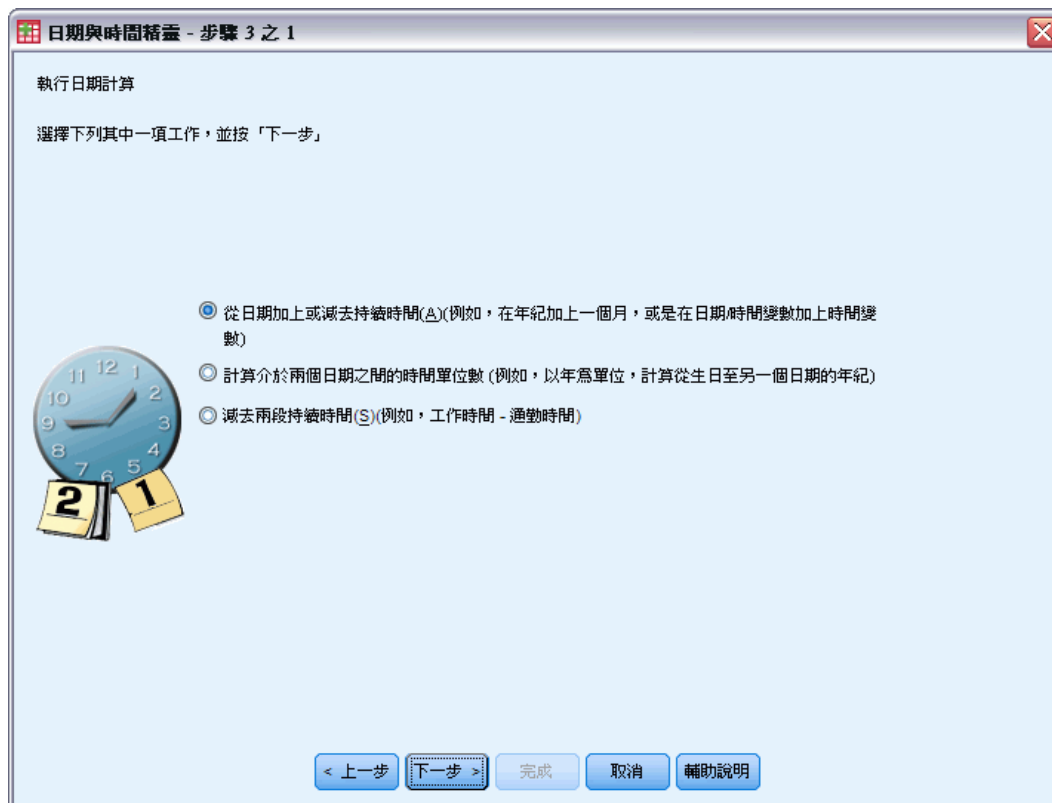 日期與時間精靈 - 步驟 3 之 1
執行日期計算
選擇下列其中一項工作，並按「下一步」
從日期加上或減去持續時間(A)(例如，在年紀加上一個月，或是在日期/時間變數加上時間變
數)
計算介於兩個日期之間的時間單位數 (例如，以年為單位，計算從生日至另一個日期的年紀)
減去兩段持續時間(S)(例如，工作時間 - 通勤時間)
12
11 1
10 2
9 3
8 4
7 6 5
2 1
< 上一步 下一步 > 完成 取消 輔助說明